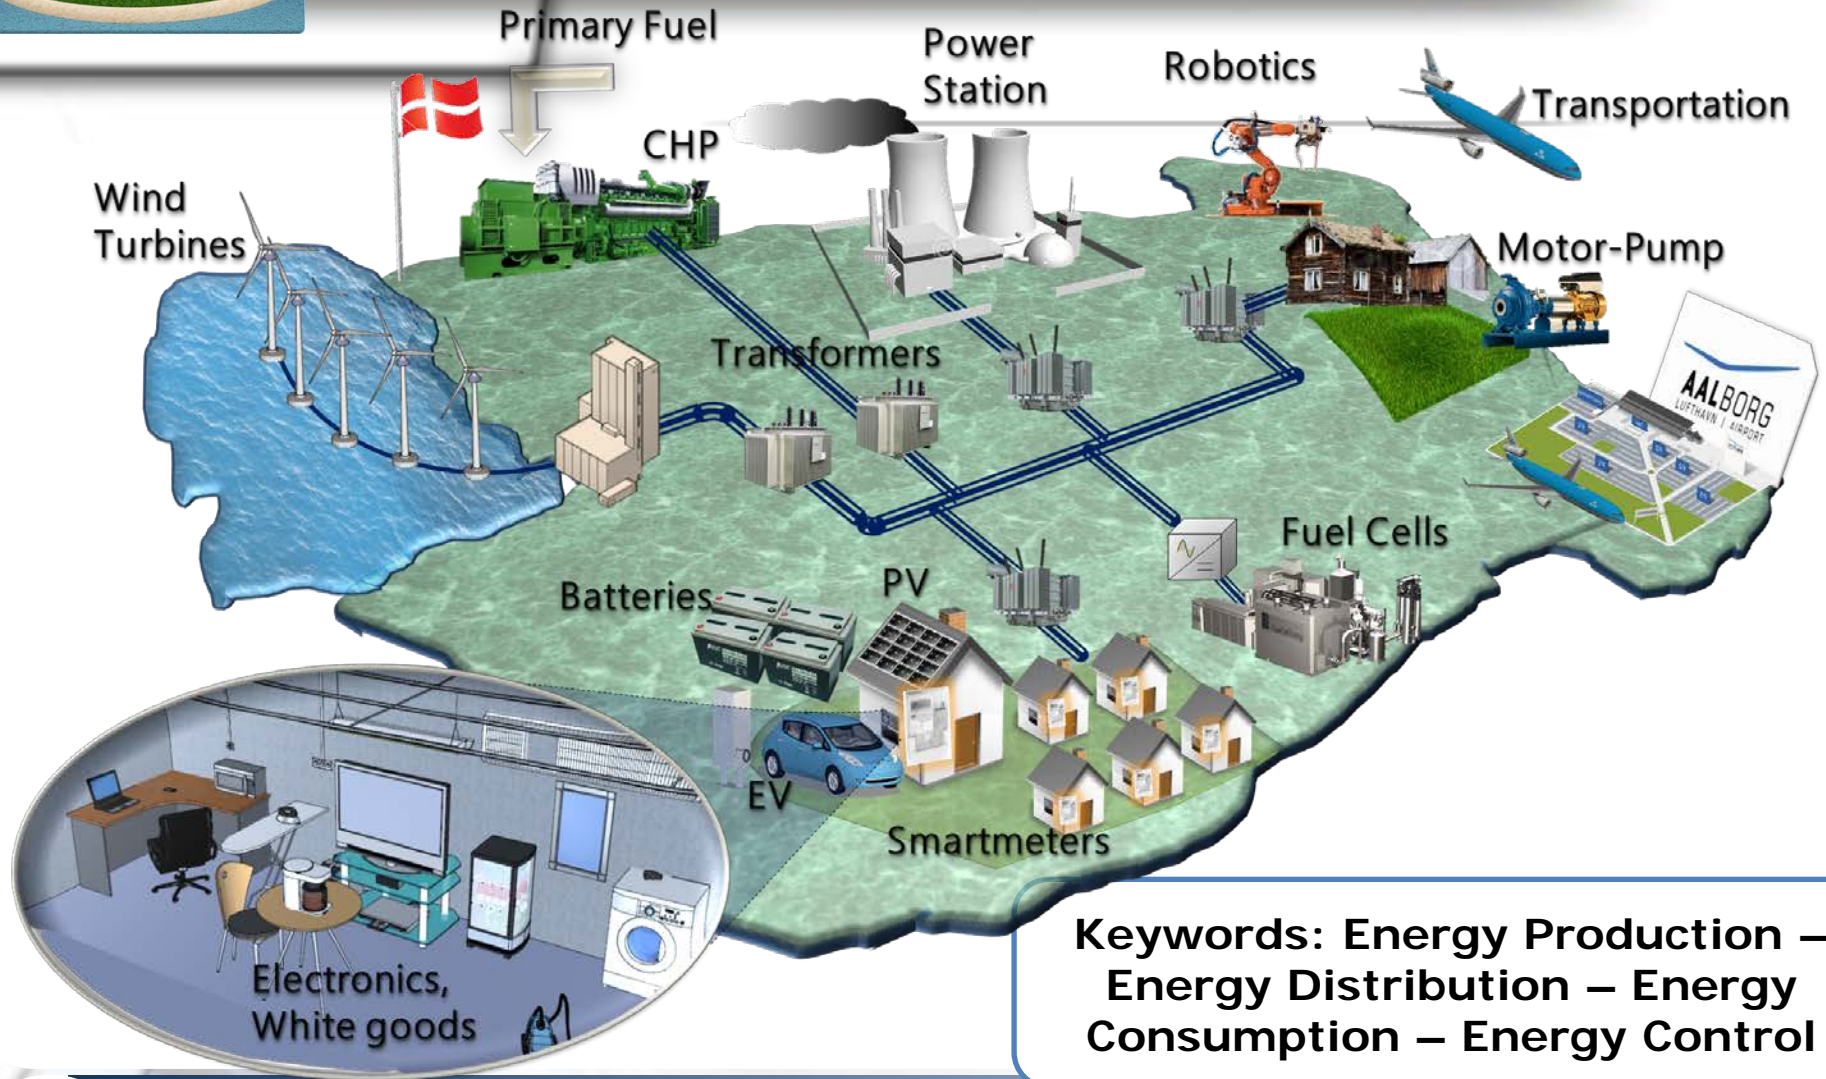 Primary Fuel
Power
Station
Robotics
Transportation
CHP
Wind
Turbines
Motor-Pump
Transformers
AALBORG
LUFTHAVN | AIRPORT
Fuel Cells
Batteries
PV
EV
Smartmeters
Electronics,
White goods
Keywords: Energy Production –
Energy Distribution – Energy
Consumption – Energy Control